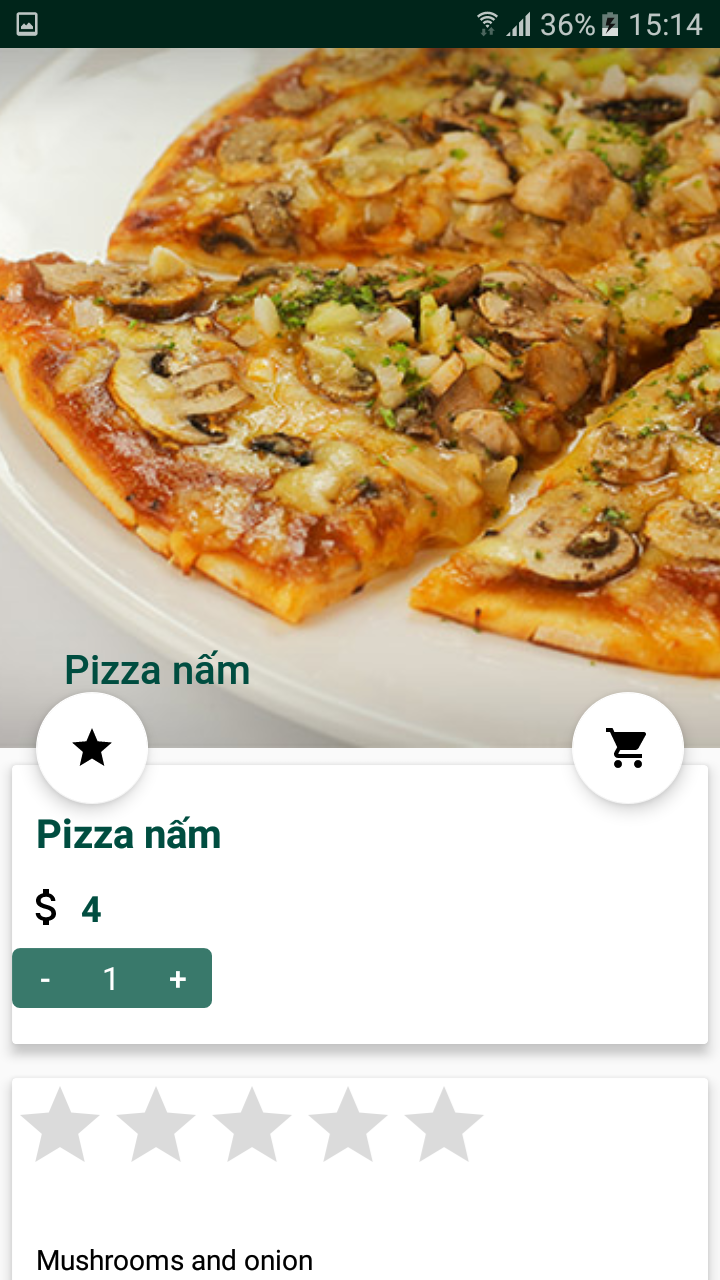 36% 15:14
Pizza nấm
Pizza nấm
$ 4
- 1 +
Mushrooms and onion